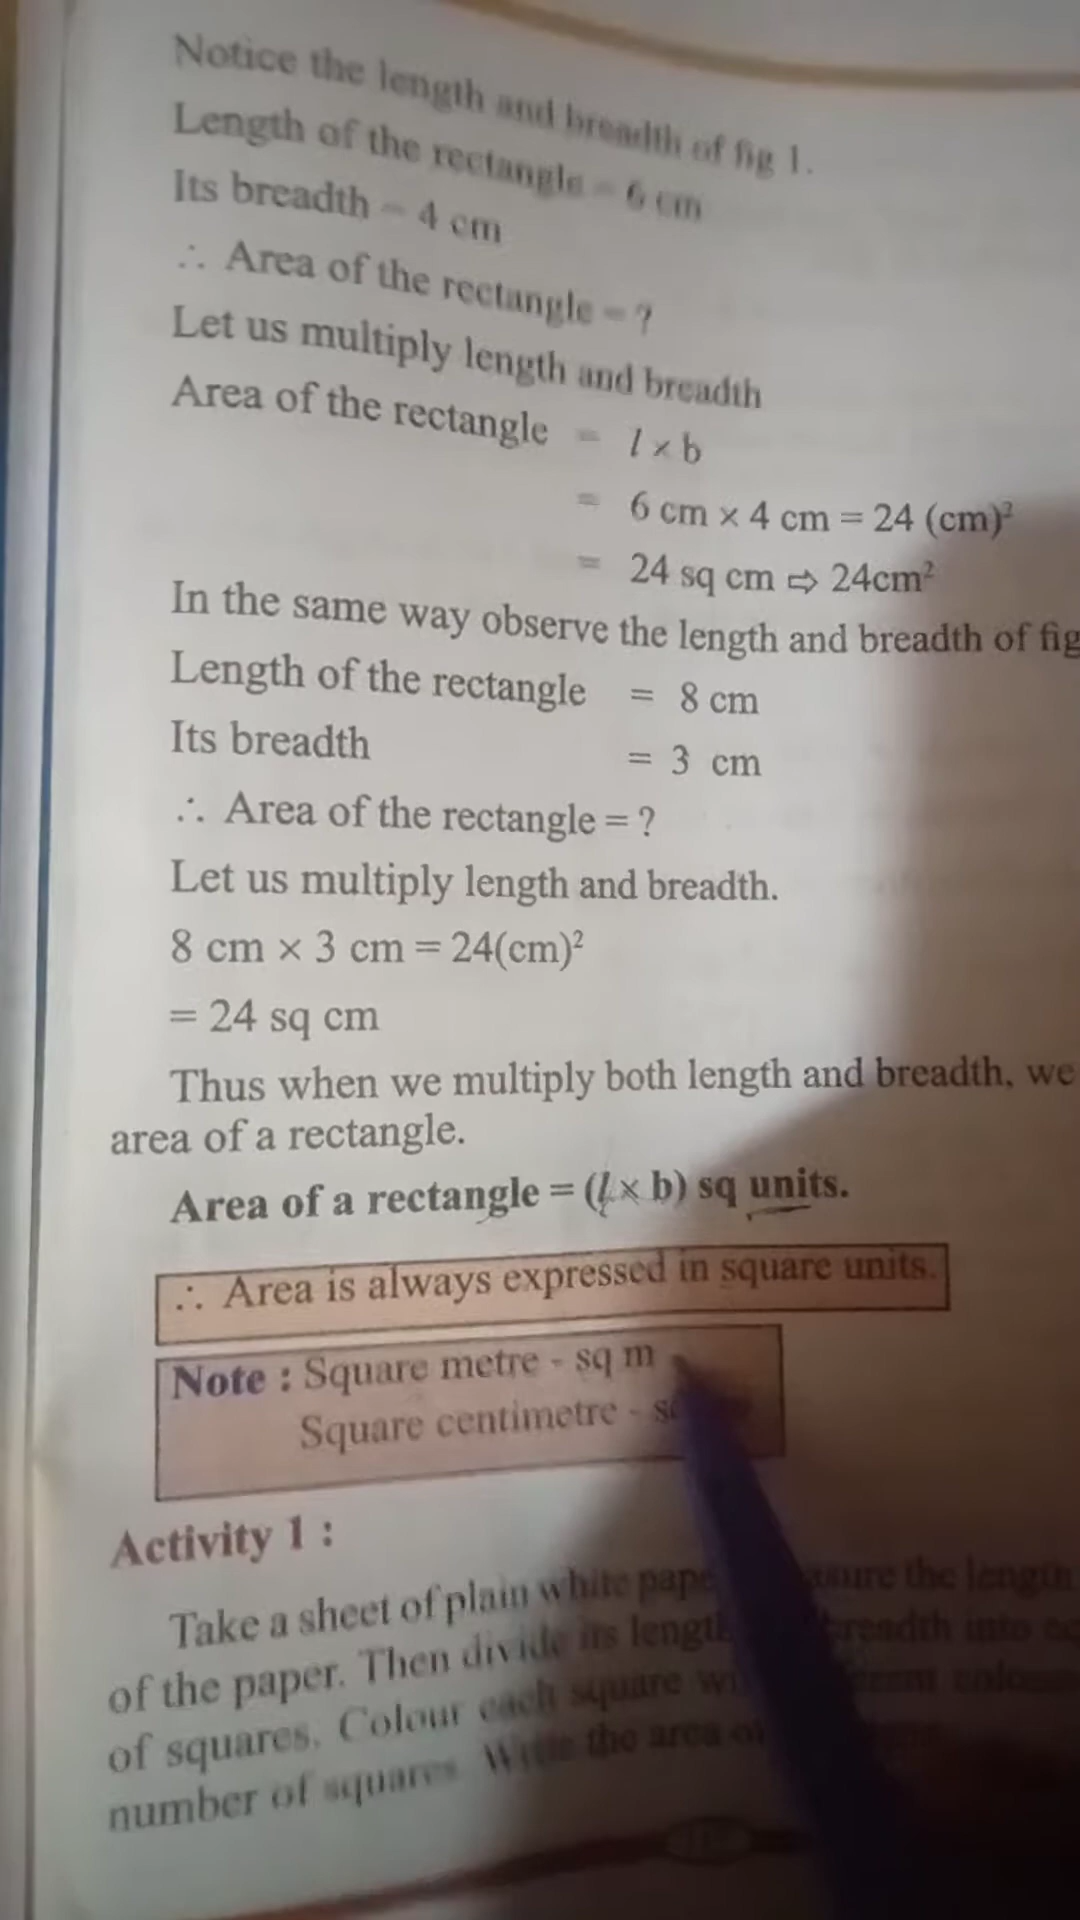 Notice the length and breadth of fig 1.
Length of the rectangle = 6 cm
Its breadth = 4 cm
∴ Area of the rectangle = ?
Let us multiply length and breadth
Area of the rectangle = l × b
= 6 cm × 4 cm = 24 (cm)²
= 24 sq cm ⇨ 24cm²
In the same way observe the length and breadth of fig
Length of the rectangle = 8 cm
Its breadth = 3 cm
∴ Area of the rectangle = ?
Let us multiply length and breadth.
8 cm × 3 cm = 24(cm)²
= 24 sq cm
Thus when we multiply both length and breadth, we
area of a rectangle.
Area of a rectangle = (l × b) sq units.
∴ Area is always expressed in square units.
Note : Square metre - sq m
Square centimetre -
Activity 1 :
Take a sheet of plain white the length
of the paper. Then divide its into
of squares. Colour each square
number of squares. Write the area of